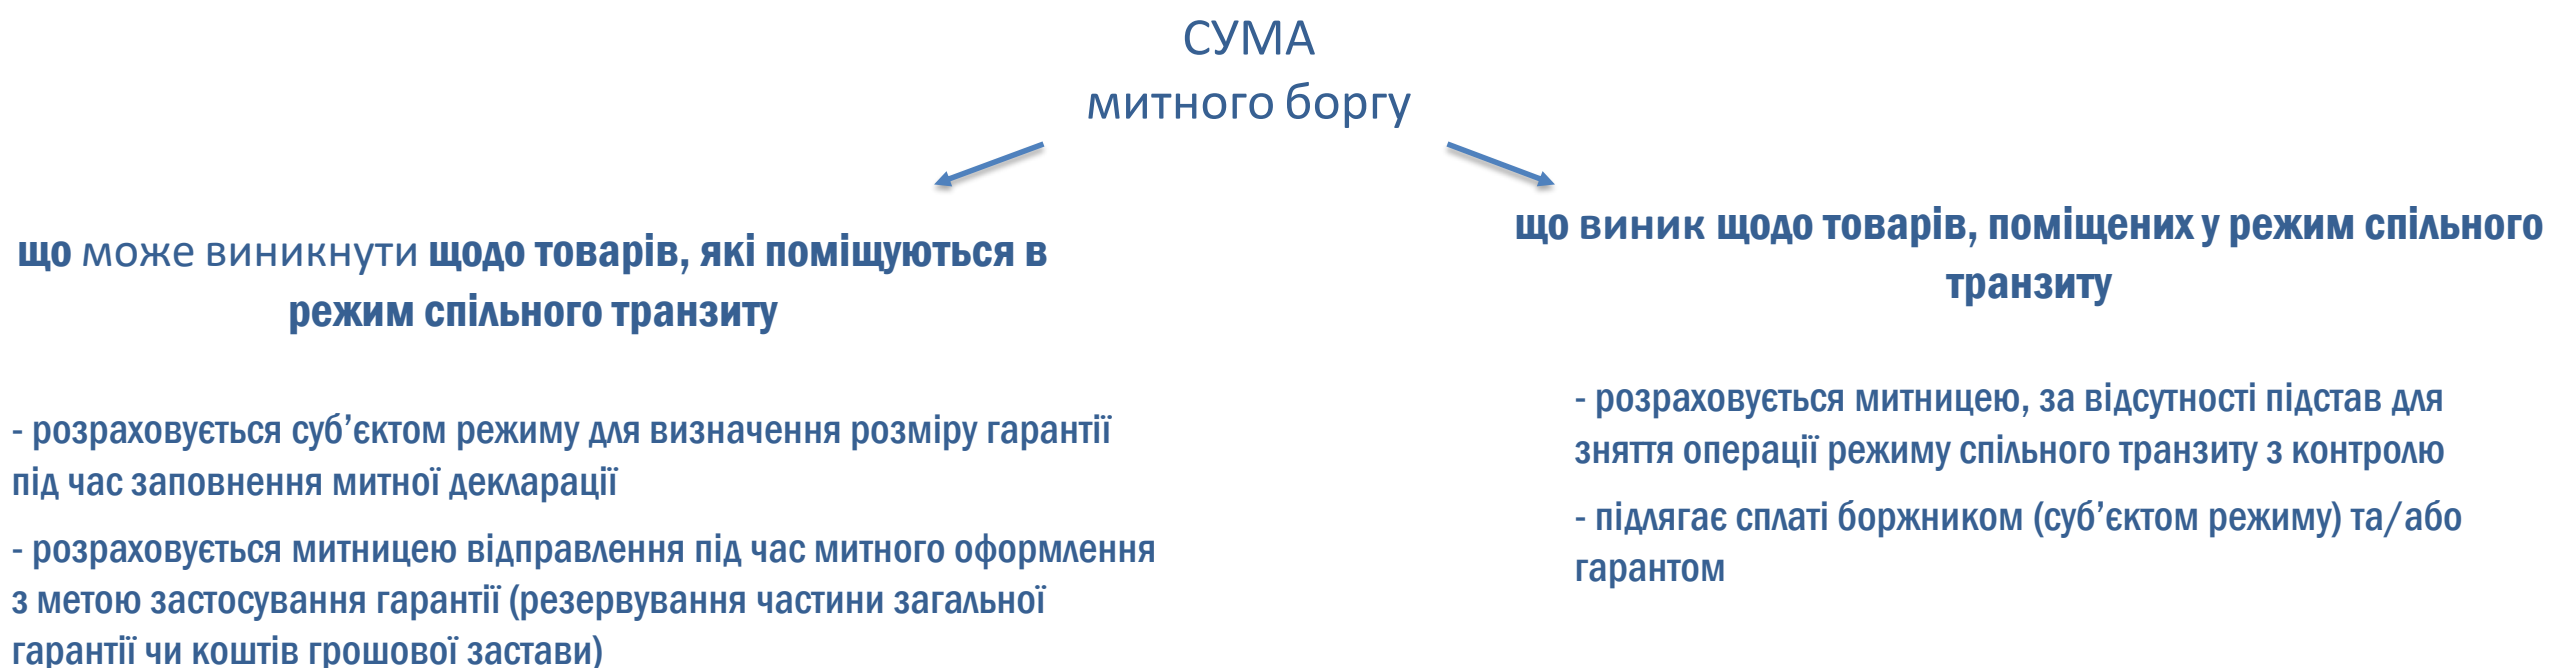 СУМА
митного боргу
що може виникнути щодо товарів, які поміщуються в
режим спільного транзиту
- розраховується суб’єктом режиму для визначення розміру гарантії
під час заповнення митної декларації
- розраховується митницею відправлення під час митного оформлення
з метою застосування гарантії (резервування частини загальної
гарантії чи коштів грошової застави)
що виник щодо товарів, поміщених у режим спільного
транзиту
- розраховується митницею, за відсутності підстав для
зняття операції режиму спільного транзиту з контролю
- підлягає сплаті боржником (суб’єктом режиму) та/або
гарантом